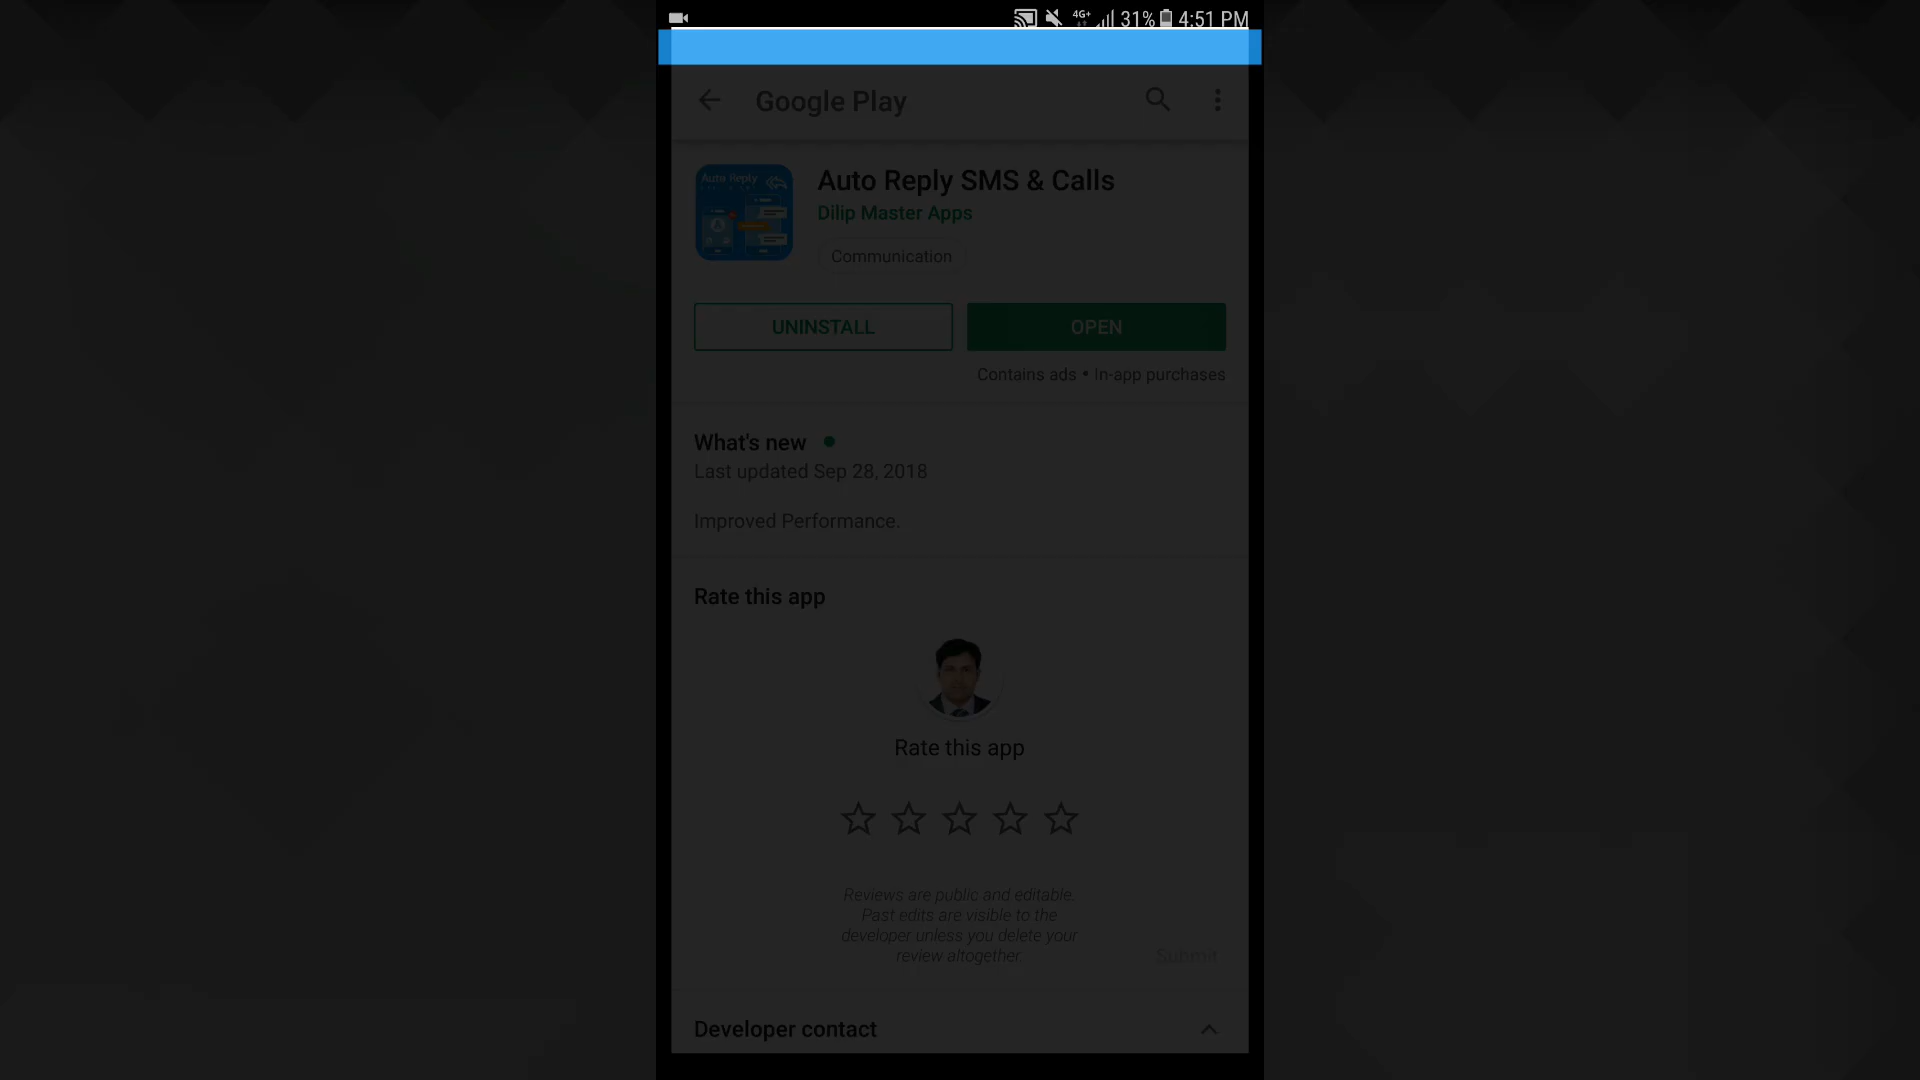 4G+ 31% 4:51 PM
Google Play
Auto Reply
Auto Reply SMS & Calls
Dilip Master Apps
Communication
UNINSTALL
OPEN
Contains ads • In-app purchases
What's new
Last updated Sep 28, 2018
Improved Performance.
Rate this app
Rate this app
Reviews are public and editable.
Past edits are visible to the
developer unless you delete your
review altogether.
Submit
Developer contact